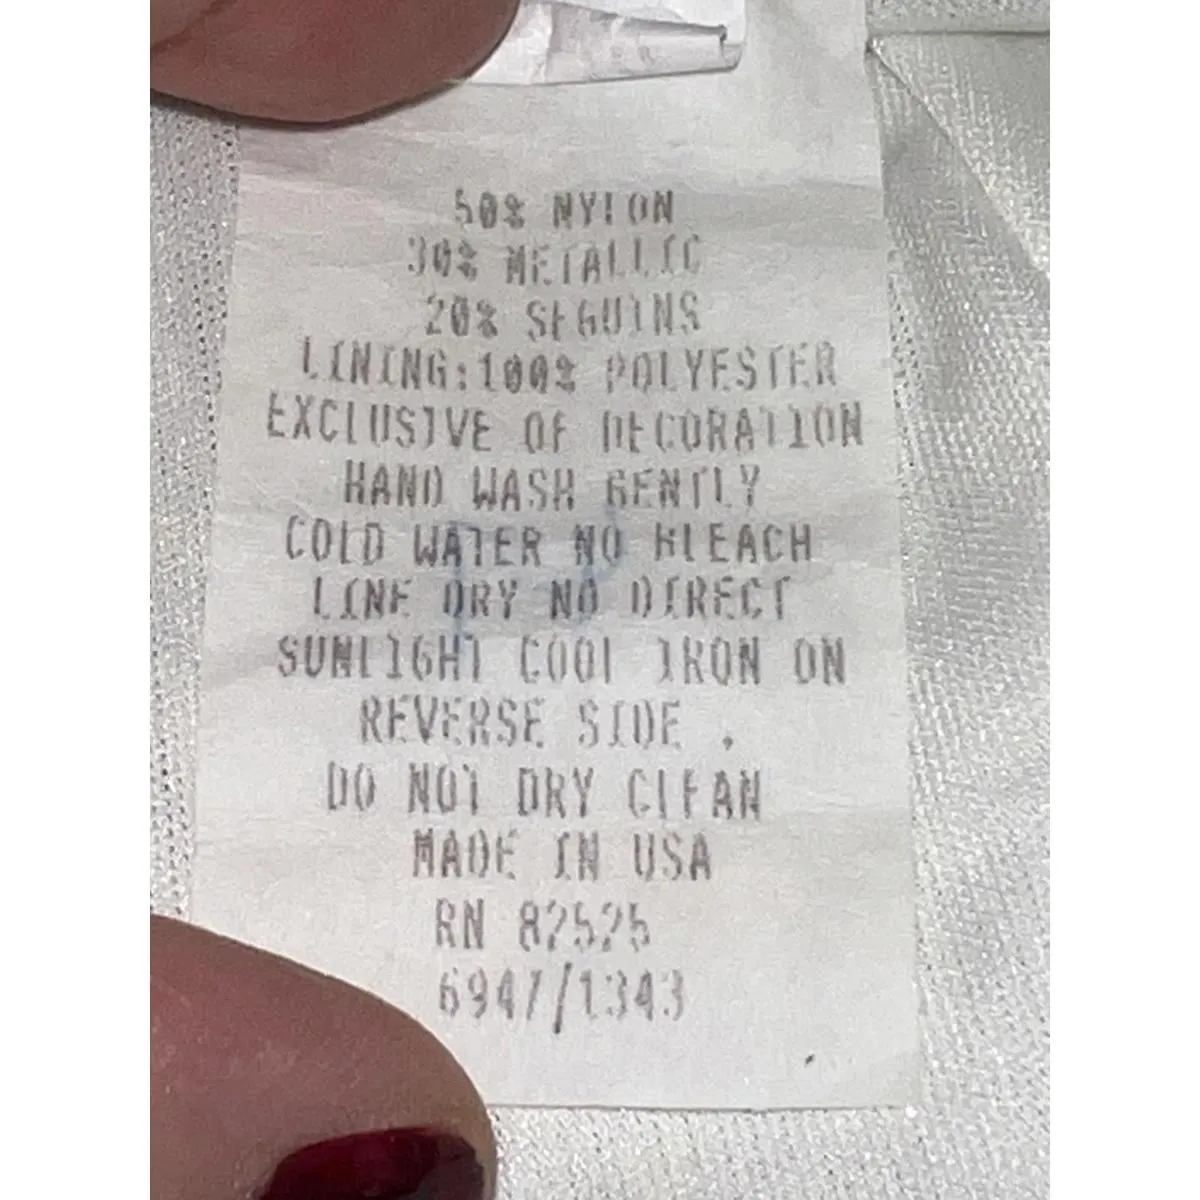 50% NYLON
30% METALLIC
20% SEGUINS
LINING:100% POLYESTER
EXCLUSIVE OF DECORATION
HAND WASH GENTLY
COLD WATER NO BLEACH
LINE DRY NO DIRECT
SUNLIGHT COOL IRON ON
REVERSE SIDE .
DO NOT DRY CLEAN
MADE IN USA
RN 82525
6947/1343